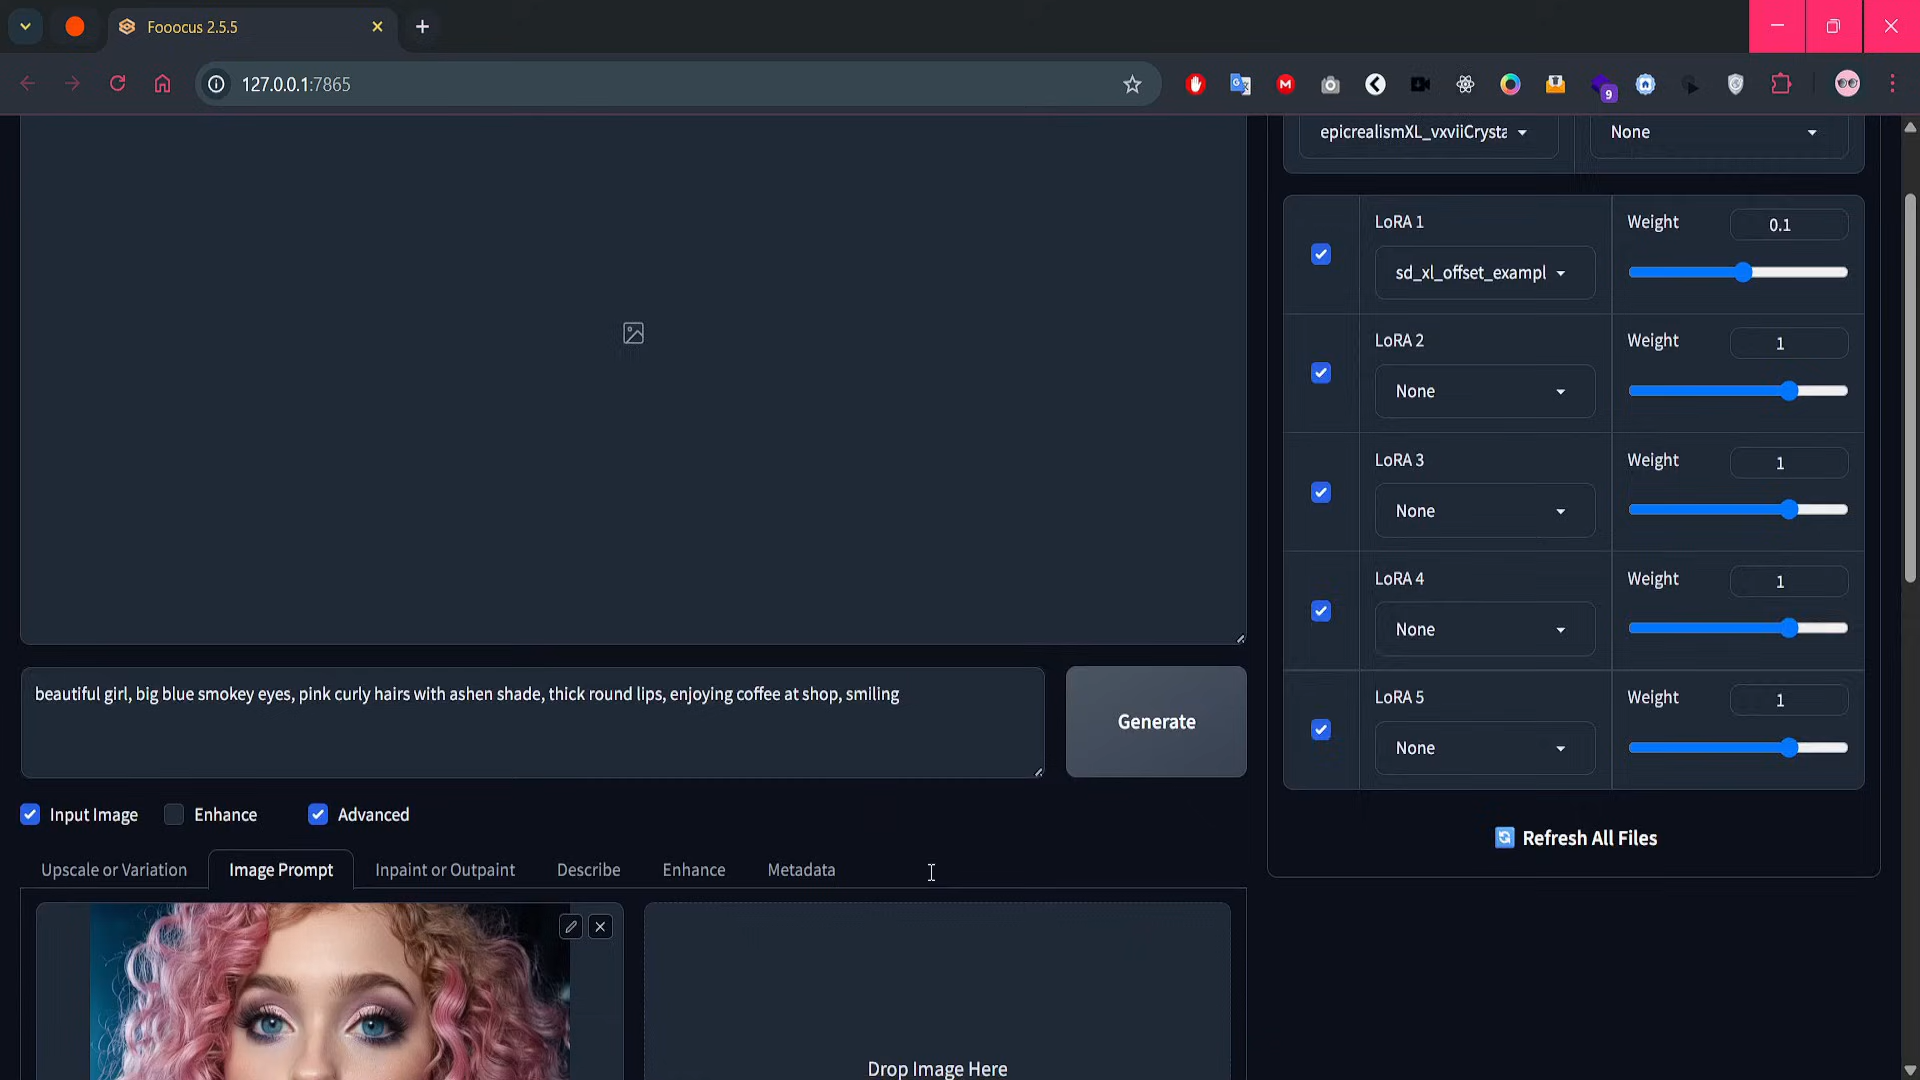 Fooocus 2.5.5
127.0.0.1:7865
9
epicrealismXL_vxviiCrysta
None
LoRA 1
Weight
0.1
sd_xl_offset_exampl
LoRA 2
Weight
1
None
LoRA 3
Weight
1
None
LoRA 4
Weight
1
None
beautiful girl, big blue smokey eyes, pink curly hairs with ashen shade, thick round lips, enjoying coffee at shop, smiling
Generate
LoRA 5
Weight
1
None
Input Image
Enhance
Advanced
Refresh All Files
Upscale or Variation
Image Prompt
Inpaint or Outpaint
Describe
Enhance
Metadata
Drop Image Here